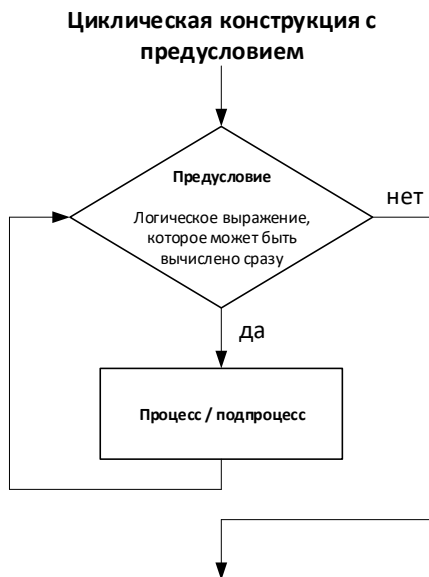 Циклическая конструкция с
предусловием
Предусловие
нет
Логическое выражение,
которое может быть
вычислено сразу
да
Процесс / подпроцесс